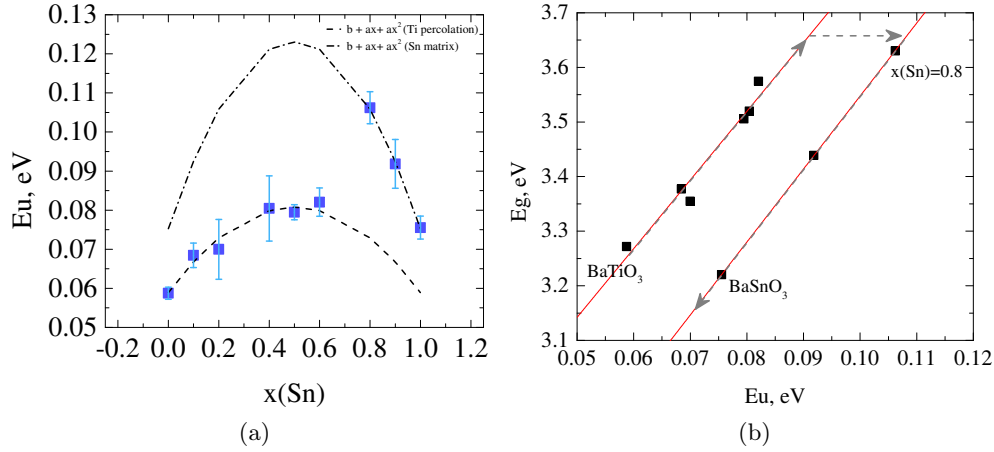 b + ax+ ax² (Ti percolation)
b + ax+ ax² (Sn matrix)
0.13
0.12
0.11
0.10
0.09
0.08
0.07
0.06
0.05
Eu, eV
-0.2 0.0 0.2 0.4 0.6 0.8 1.0 1.2
x(Sn)
(a)
3.7
3.6
3.5
3.4
3.3
3.2
3.1
Eg, eV
x(Sn)=0.8
BaTiO₃
BaSnO₃
0.05 0.06 0.07 0.08 0.09 0.10 0.11 0.12
Eu, eV
(b)